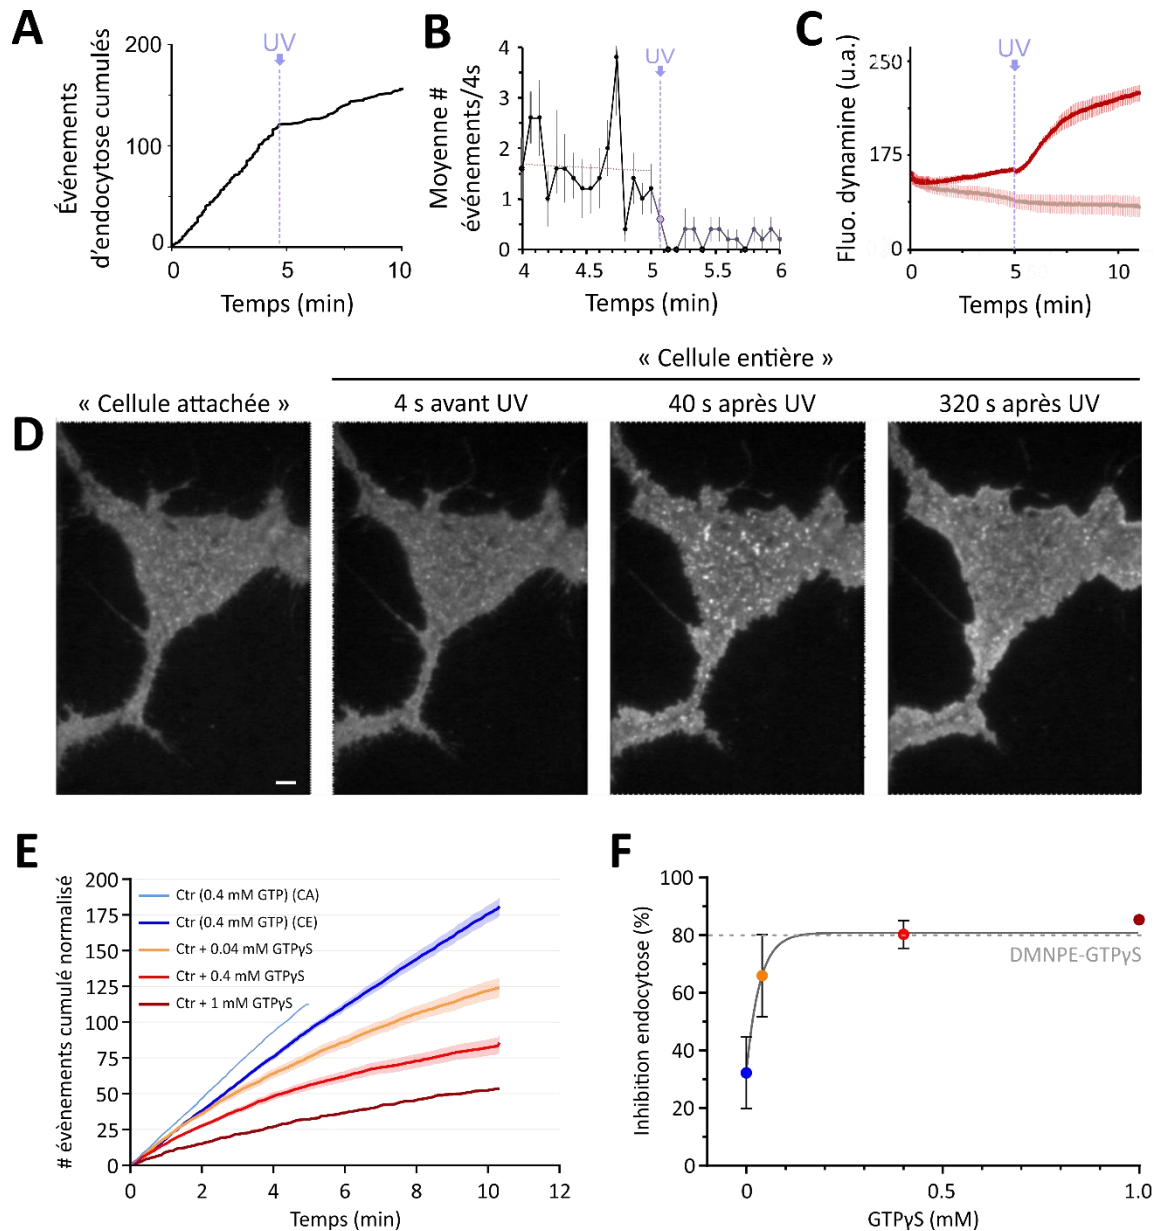 A
Événements
d’endocytose cumulés
200
100
0
UV
0
5
10
Temps (min)
B
Moyenne #
événements/4s
4
3
2
1
0
UV
4
4.5
5
5.5
6
Temps (min)
C
Fluo. dynamine (u.a.)
250
175
0
UV
0
5
10
Temps (min)
« Cellule entière »
« Cellule attachée »
4 s avant UV
40 s après UV
320 s après UV
D
E
# évènements cumulé normalisé
200
175
150
125
100
75
50
25
0
Ctr (0.4 mM GTP) (CA)
Ctr (0.4 mM GTP) (CE)
Ctr + 0.04 mM GTPγS
Ctr + 0.4 mM GTPγS
Ctr + 1 mM GTPγS
0
2
4
6
8
10
12
Temps (min)
F
Inhibition endocytose (%)
100
80
60
40
20
0
DMNPE-GTPγS
0
0.5
1.0
GTPγS (mM)